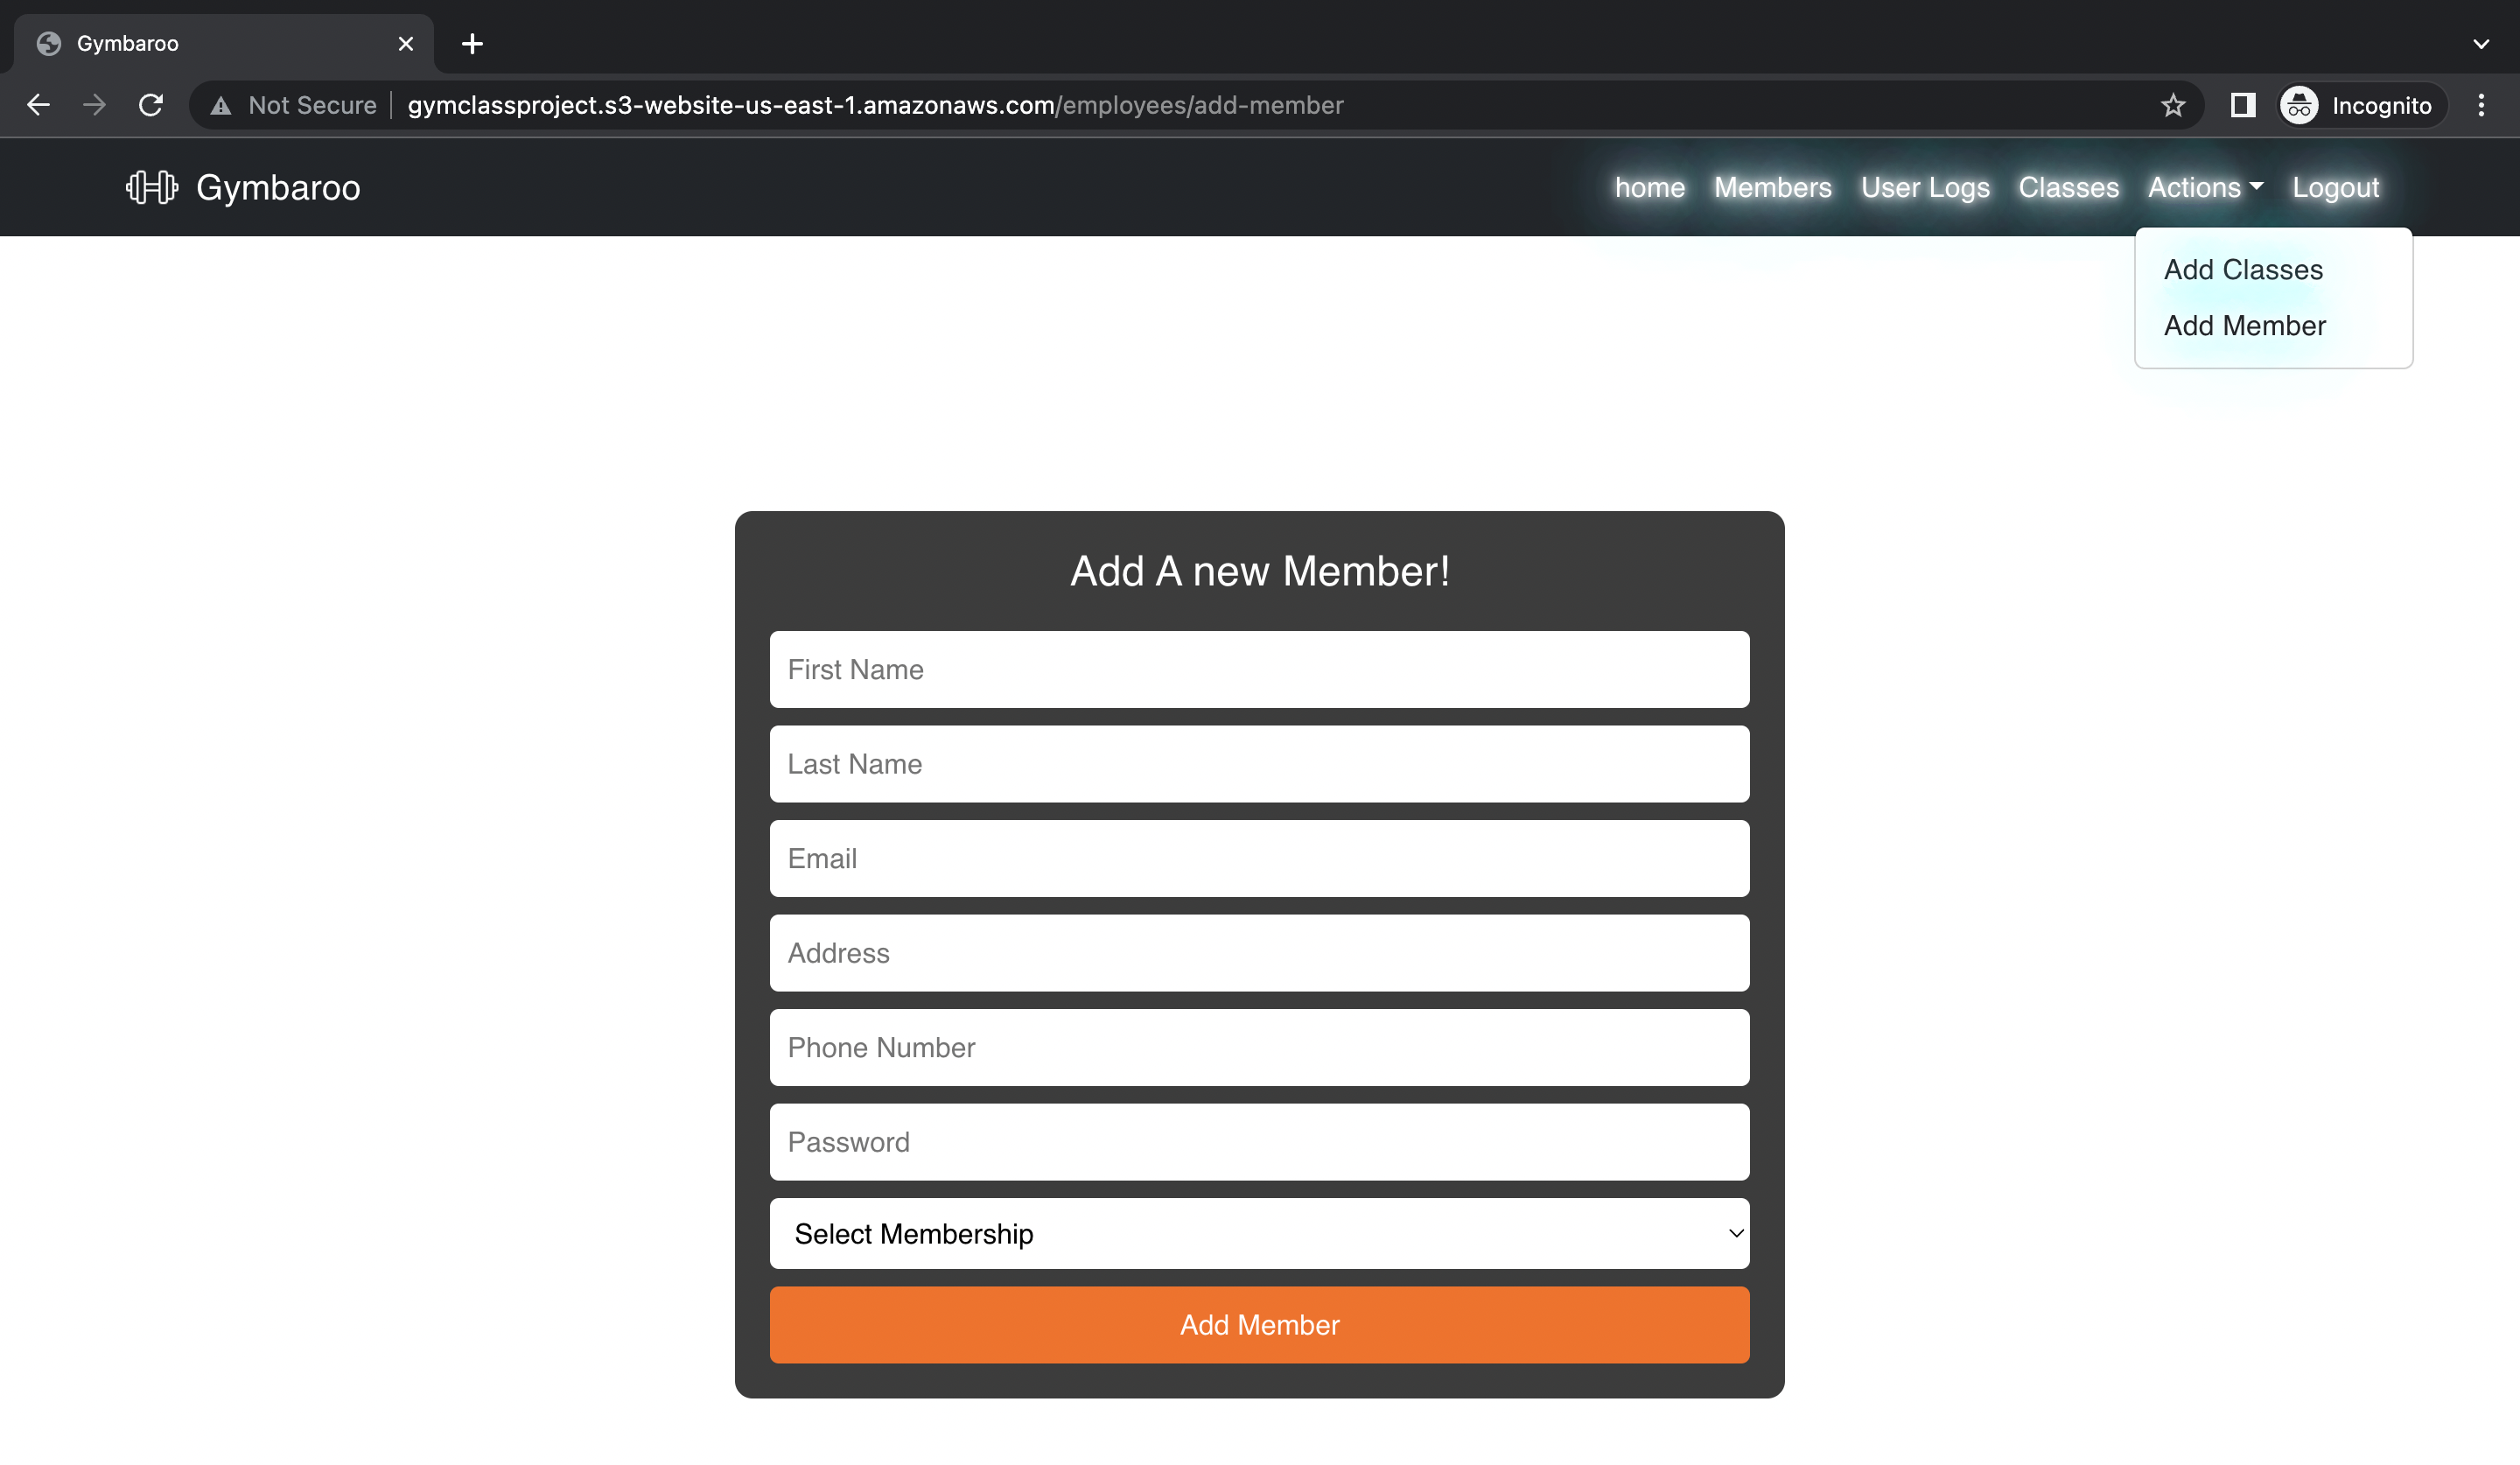 Gymbaroo
Not Secure gymclassproject.s3-website-us-east-1.amazonaws.com/employees/add-member Incognito
Gymbaroo home Members User Logs Classes Actions Logout
Add Classes
Add Member
Add A new Member!
First Name
Last Name
Email
Address
Phone Number
Password
Select Membership
Add Member